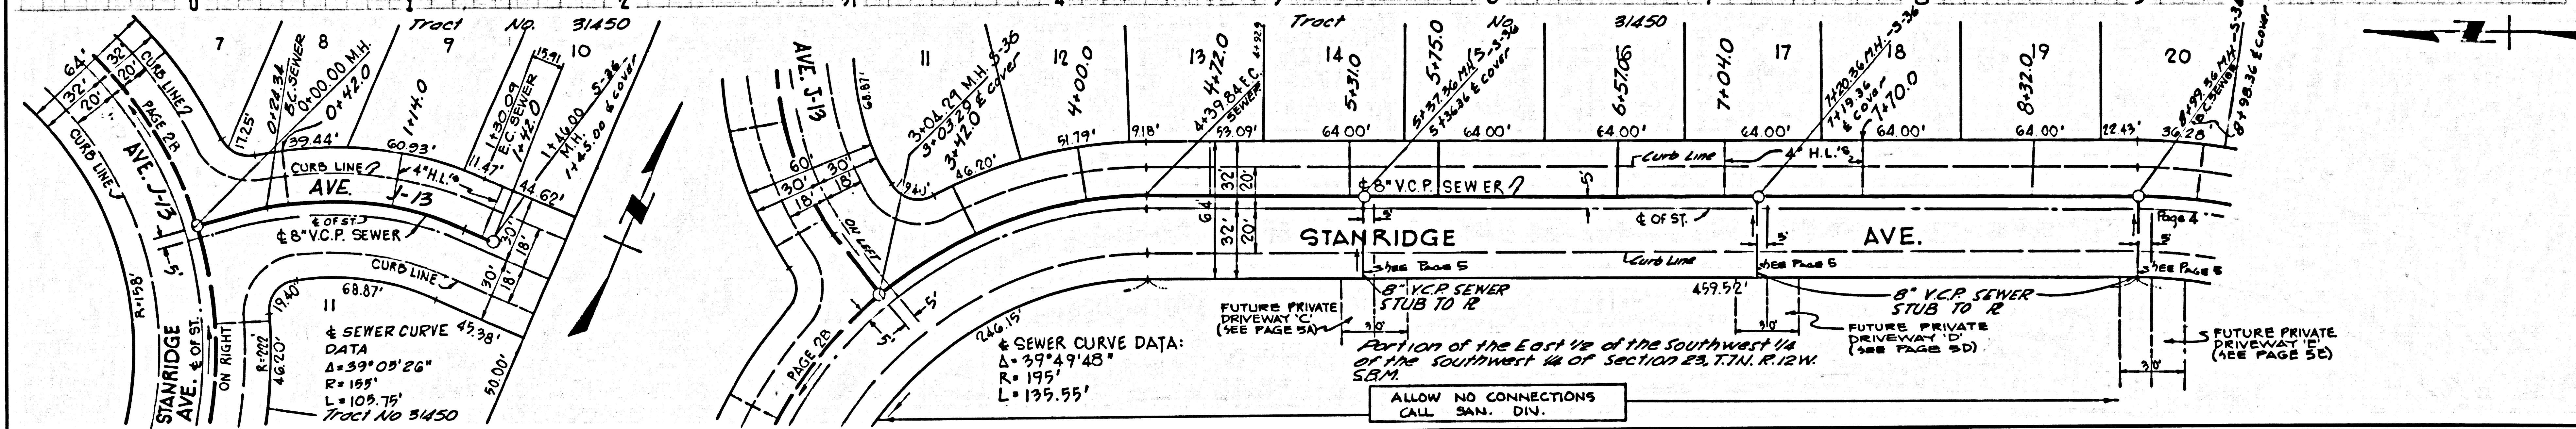 Tract No. 31450
7
8
9
10
64'
32'
32'
20'
20'
CURB LINE
CURB LINE
PAGE 2B
AVE. J-13
17.25'
0+24.34
B.C. SEWER
0+00.00 M.H.
0+42.0
39.44'
60.93'
1+14.0
11.47'
1+30.09
E.C. SEWER
1+42.0
15.91
1+46.00 S-36
M.H.
1+45.00 ℄ cover
44.62'
CURB LINE
4" H.L.'s
AVE. J-13
℄ OF ST.
℄ 8" V.C.P. SEWER
30'
18'
30'
18'
CURB LINE
5'
R=158'
19.40'
68.87'
11
℄ SEWER CURVE
DATA
Δ=39°05'26"
R=155'
L=105.75'
Tract No 31450
45.38'
50.00'
R=222'
46.20'
ON RIGHT
STANRIDGE
AVE. ℄ OF ST.
Tract No. 31450
AVE. J-13
68.87'
11
12
13
14
15
17
18
19
20
3+04.29 M.H. S-36
3+03.29 ℄ cover
3+42.0
4+00.0
4+72.0
4+39.84 E.C.
SEWER
4+92.9
5+31.0
5+75.0
5+37.36 M.H. S-36
5+36.36 ℄ cover
6+57.06
7+04.0
7+20.36 M.H. S-36
7+19.36
℄ cover
7+70.0
8+32.0
8+99.36 M.H. S-36
B.C. SEWER
8+98.36 ℄ cover
19.40'
46.20'
51.79'
9.18'
53.09'
64.00'
64.00'
64.00'
64.00'
64.00'
64.00'
22.43'
36.28'
60'
30'
30'
18'
18'
ON LEFT
PAGE 2B
5'
5'
64'
32'
20'
32'
20'
℄ 8" V.C.P. SEWER
Curb Line
4" H.L.'s
5'
℄ OF ST.
STANRIDGE AVE.
Curb Line
5'
5'
Page 4
SEE PAGE 5
SEE PAGE 5
SEE PAGE 5
8" V.C.P. SEWER
STUB TO ℞
459.52'
8" V.C.P. SEWER
STUB TO ℞
246.15'
℄ SEWER CURVE DATA:
Δ=39°49'48"
R=195'
L=135.55'
FUTURE PRIVATE
DRIVEWAY 'C'
(SEE PAGE 5A)
30'
30'
FUTURE PRIVATE
DRIVEWAY 'D'
(SEE PAGE 5D)
30'
FUTURE PRIVATE
DRIVEWAY 'E'
(SEE PAGE 5E)
Portion of the East 1/2 of the Southwest 1/4
of the Southwest 1/4 of Section 23, T.7N. R.12W.
S.B.M.
ALLOW NO CONNECTIONS
CALL SAN. DIV.